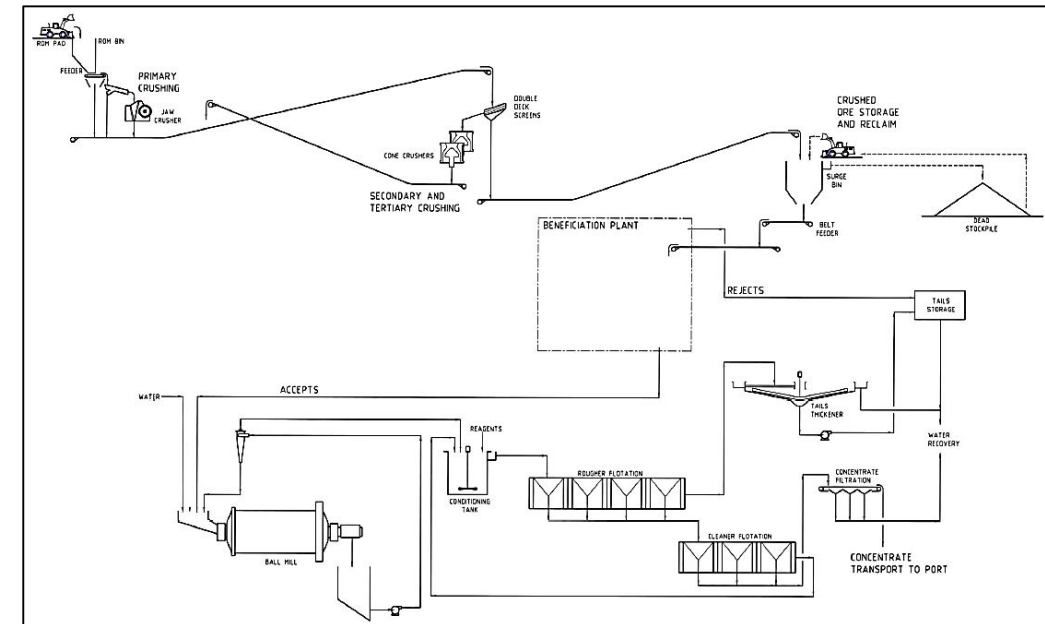 ROM PAD
ROM BIN
FEEDER
PRIMARY
CRUSHING
JAW
CRUSHER
DOUBLE
DECK
SCREENS
CONE CRUSHERS
SECONDARY AND
TERTIARY CRUSHING
CRUSHED
ORE STORAGE
AND RECLAIM
SURGE
BIN
DEAD
STOCKPILE
BELT
FEEDER
BENEFICIATION PLANT
REJECTS
TAILS
STORAGE
ACCEPTS
WATER
REAGENTS
TAILS
THICKENER
WATER
RECOVERY
CONDITIONING
TANK
ROUGHER FLOTATION
CONCENTRATE
FILTRATION
CLEANER FLOTATION
BALL MILL
CONCENTRATE
TRANSPORT TO PORT